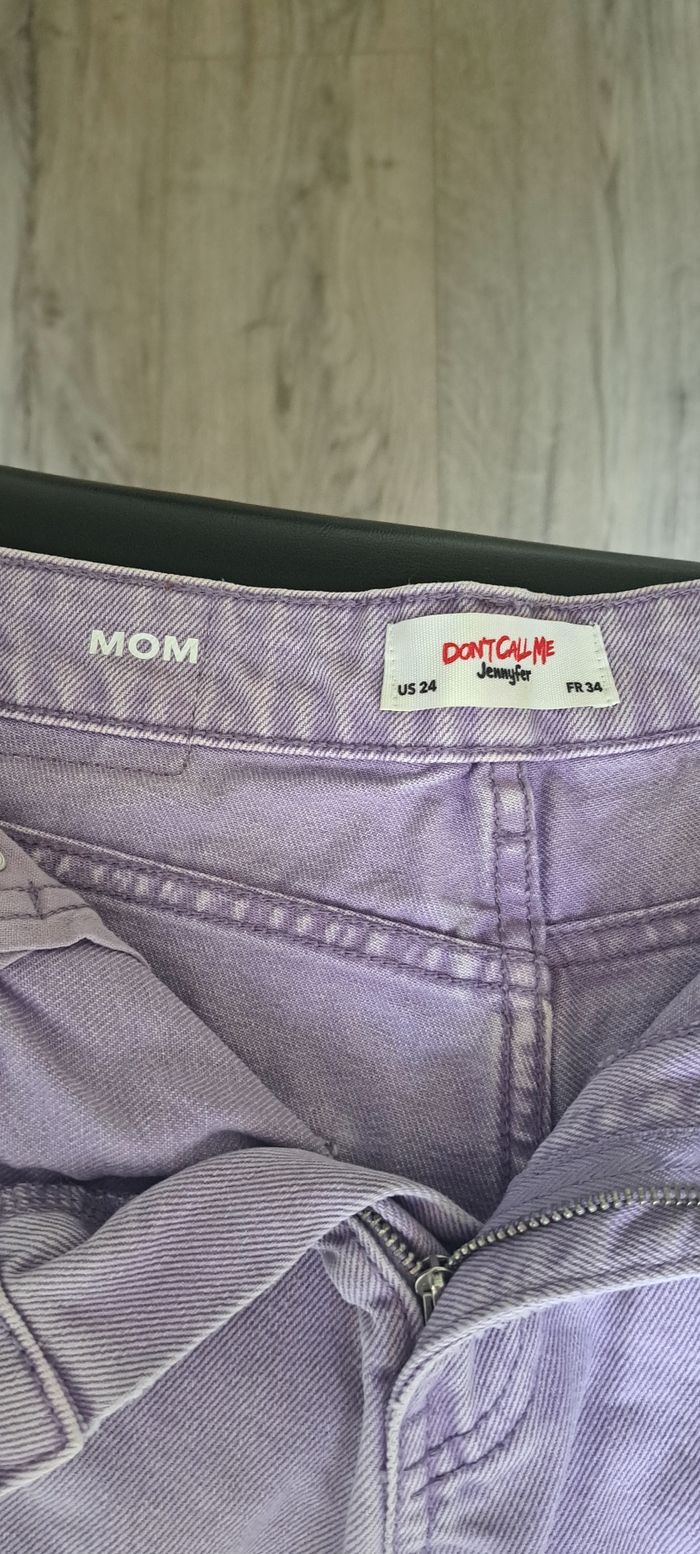 MOM
DON'T CALL ME
Jennyfer
US 24
FR 34